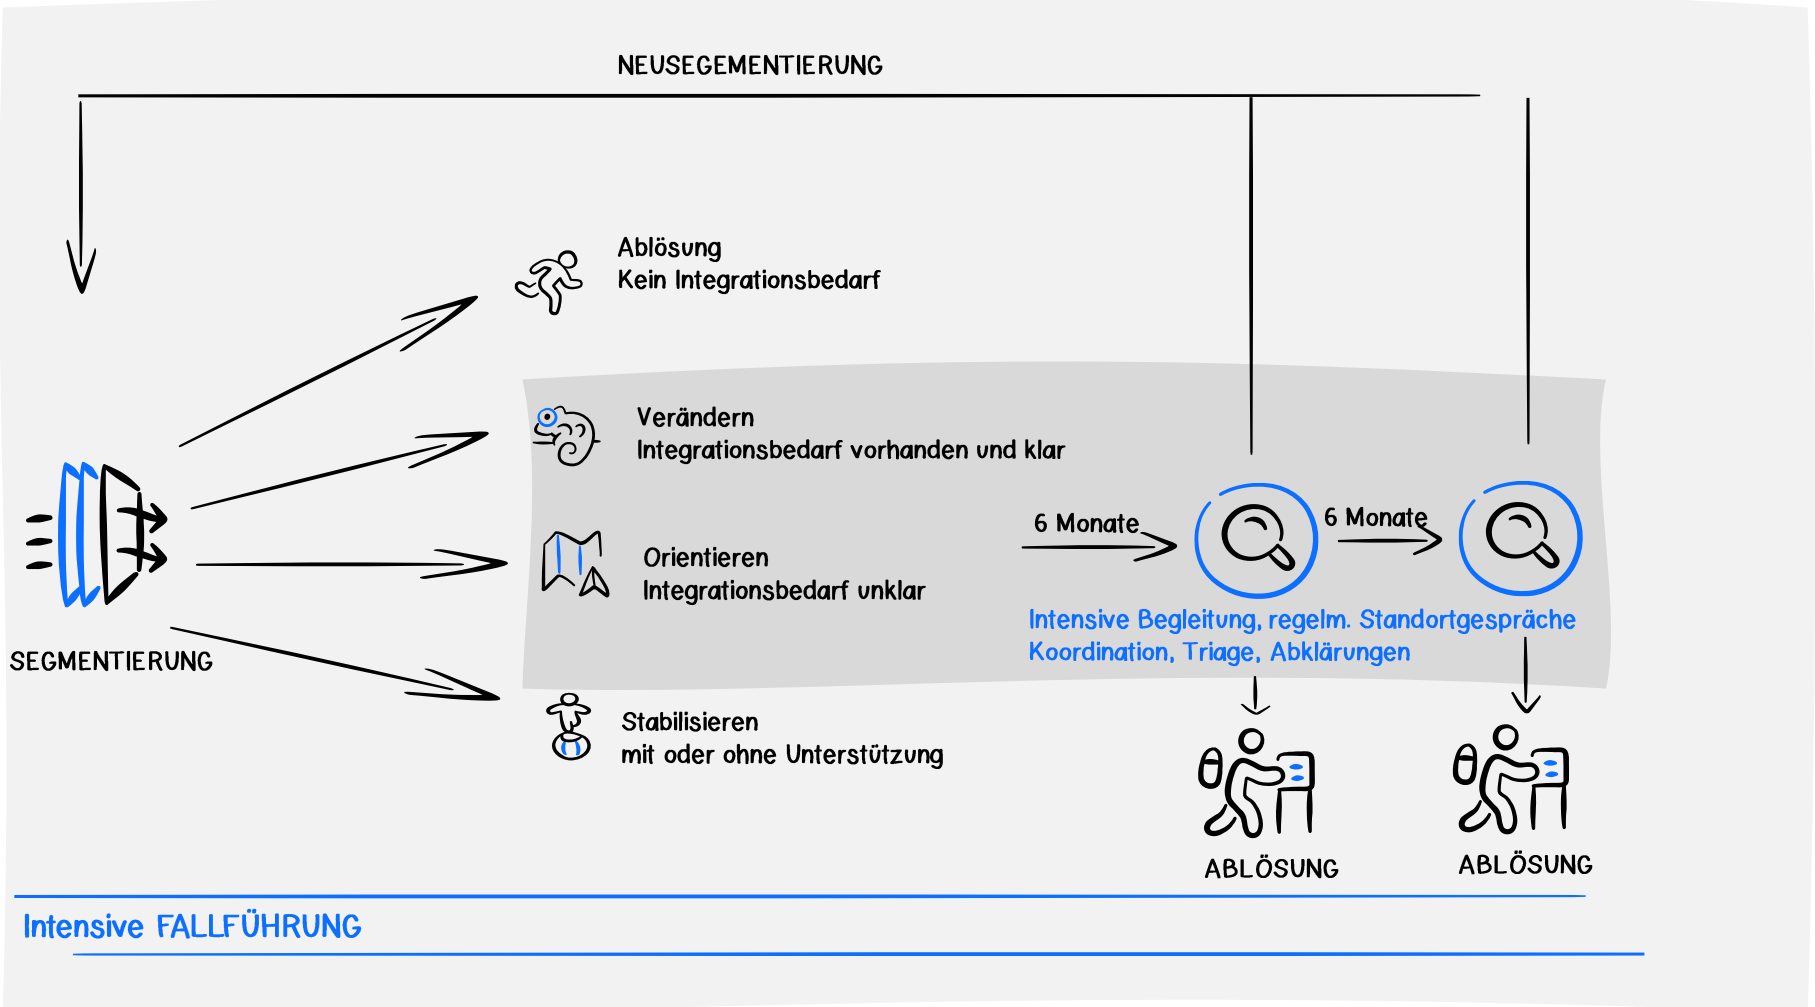 NEUSEGEMENTIERUNG
Ablösung
Kein Integrationsbedarf
Verändern
Integrationsbedarf vorhanden und klar
6 Monate
6 Monate
Orientieren
Integrationsbedarf unklar
Intensive Begleitung, regelm. Standortgespräche
Koordination, Triage, Abklärungen
SEGMENTIERUNG
Stabilisieren
mit oder ohne Unterstützung
ABLÖSUNG
ABLÖSUNG
Intensive FALLFÜHRUNG